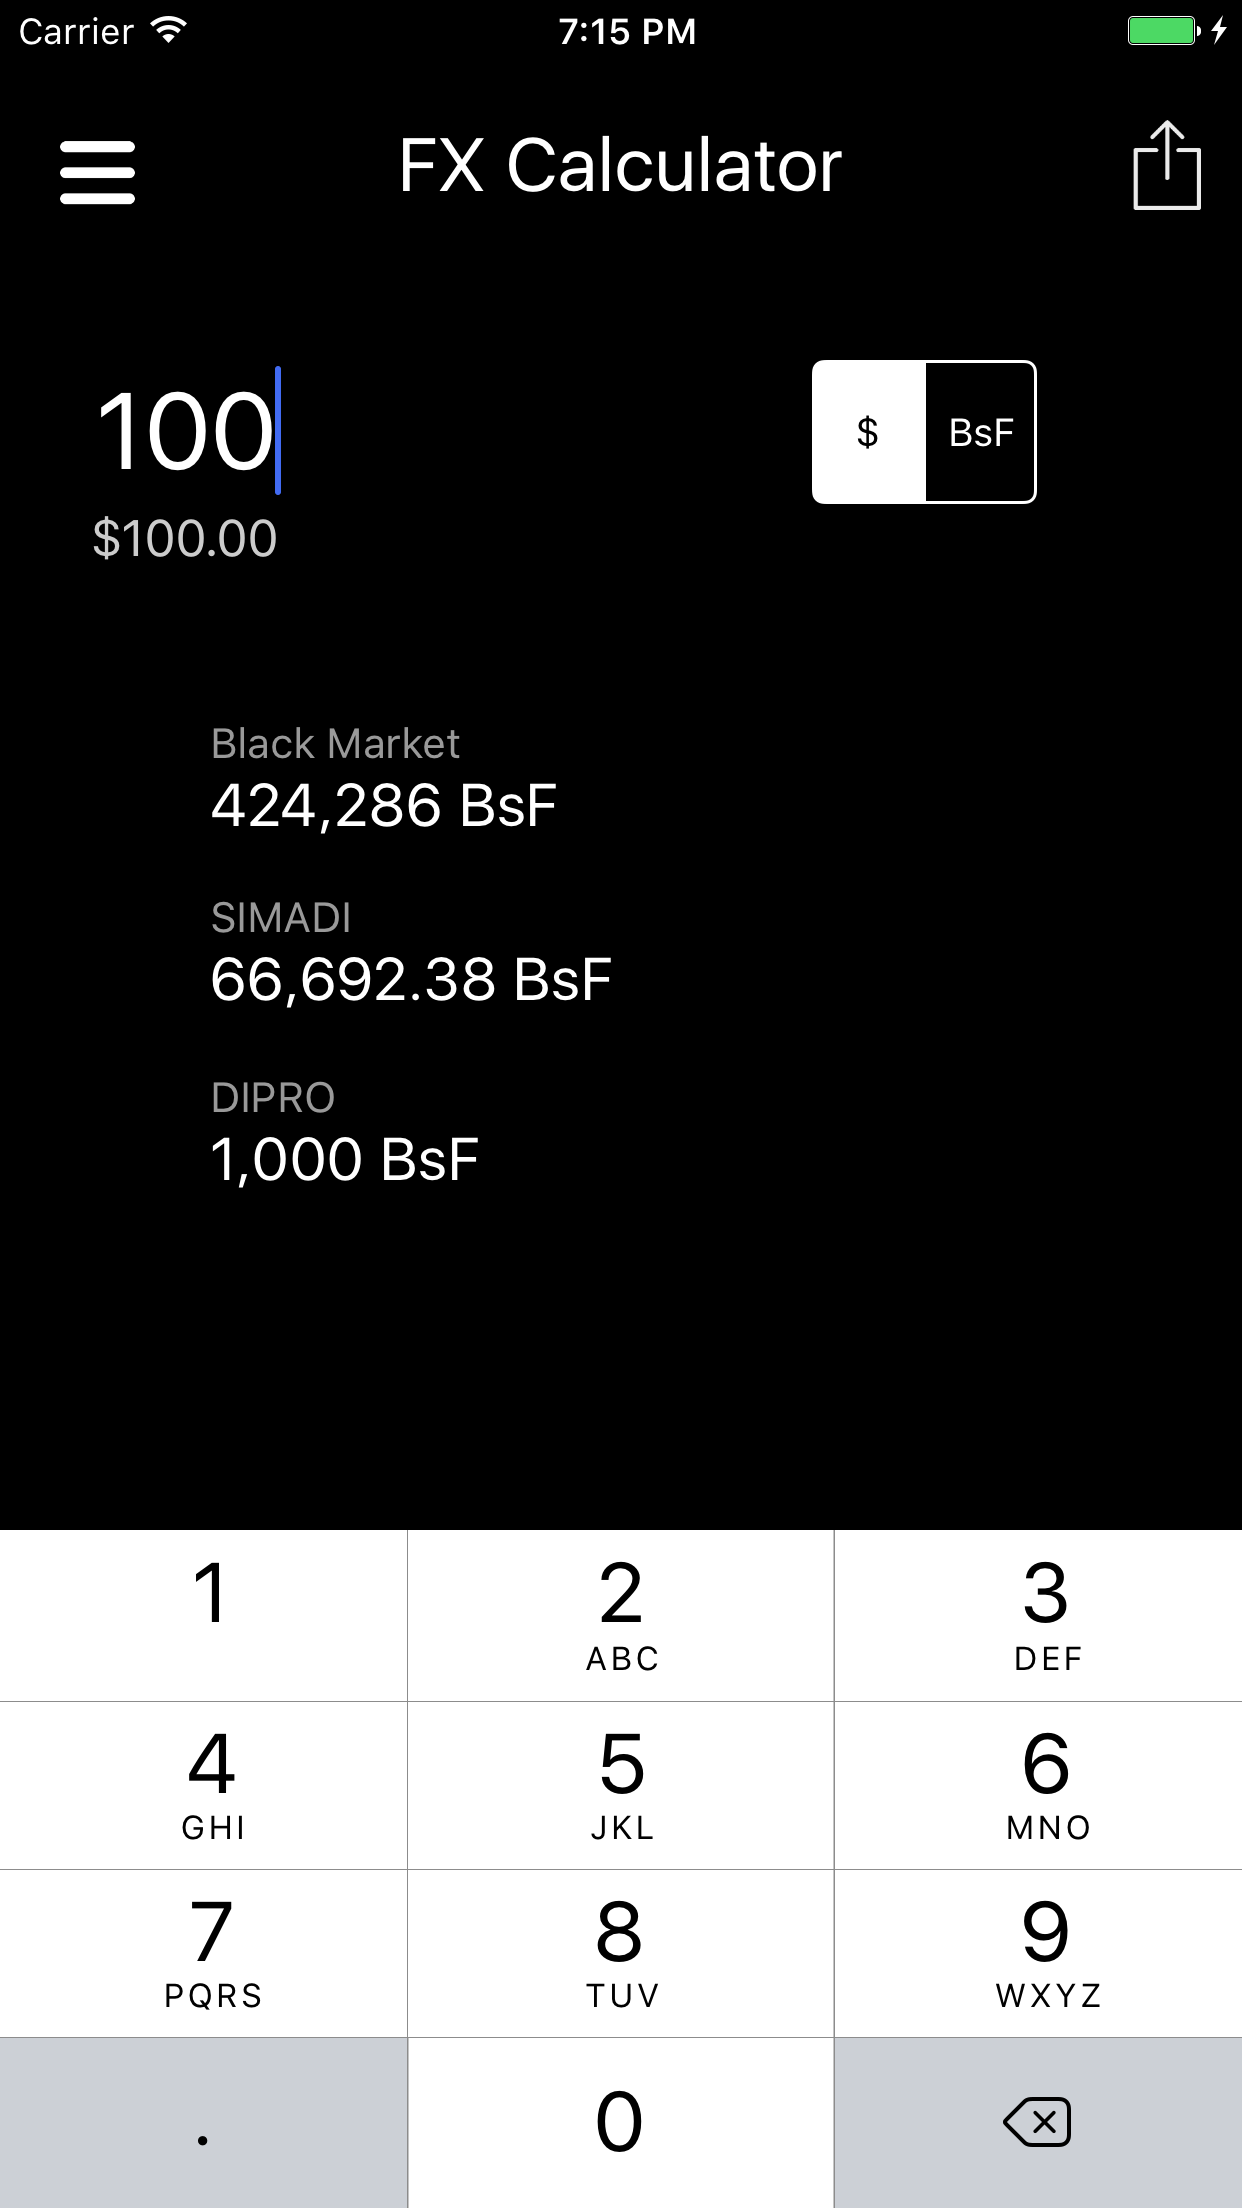 Carrier 7:15 PM
FX Calculator
100
$ BsF
$100.00
Black Market
424,286 BsF
SIMADI
66,692.38 BsF
DIPRO
1,000 BsF
1 2 3
ABC DEF
4 5 6
GHI JKL MNO
7 8 9
PQRS TUV WXYZ
. 0